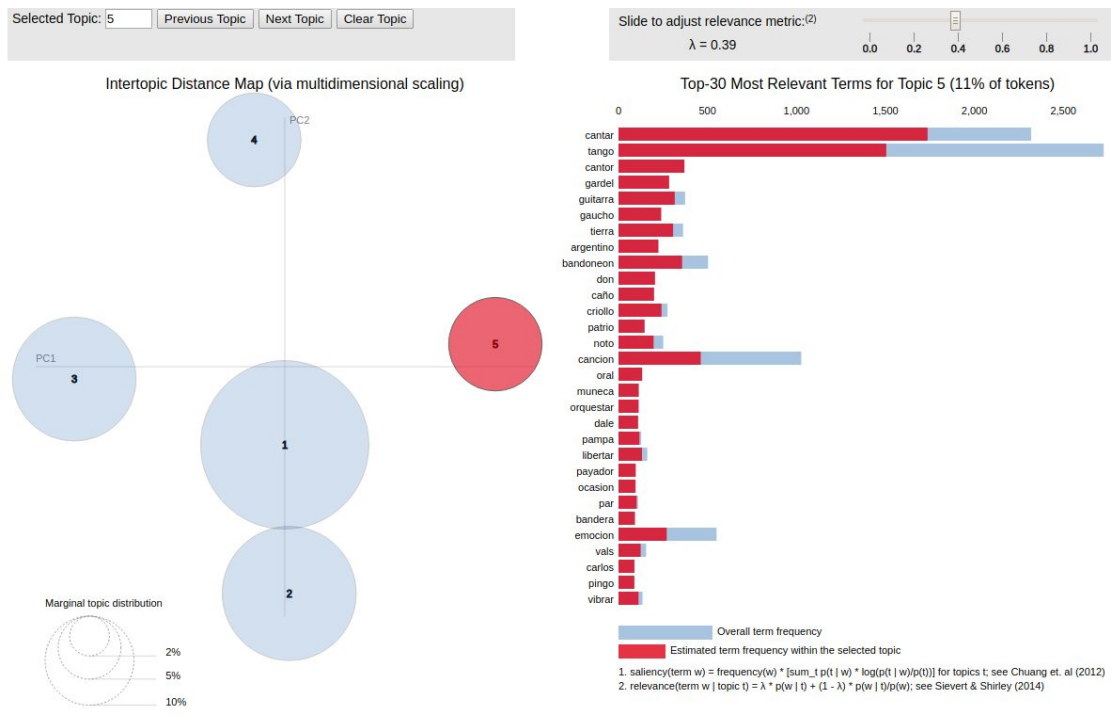 Selected Topic: 5 Previous Topic Next Topic Clear Topic
Slide to adjust relevance metric:(2)
λ = 0.39
0.0 0.2 0.4 0.6 0.8 1.0
Intertopic Distance Map (via multidimensional scaling)
PC2
4
5
PC1
3
1
2
Marginal topic distribution
2%
5%
10%
Top-30 Most Relevant Terms for Topic 5 (11% of tokens)
0 500 1,000 1,500 2,000 2,500
cantar
tango
cantor
gardel
guitarra
gaucho
tierra
argentino
bandoneon
don
caño
criollo
patrio
noto
cancion
oral
muneca
orquestar
dale
pampa
libertar
payador
ocasion
par
bandera
emocion
vals
carlos
pingo
vibrar
Overall term frequency
Estimated term frequency within the selected topic
1. saliency(term w) = frequency(w) * [sum_t p(t | w) * log(p(t | w)/p(t))] for topics t; see Chuang et. al (2012)
2. relevance(term w | topic t) = λ * p(w | t) + (1 - λ) * p(w | t)/p(w); see Sievert & Shirley (2014)